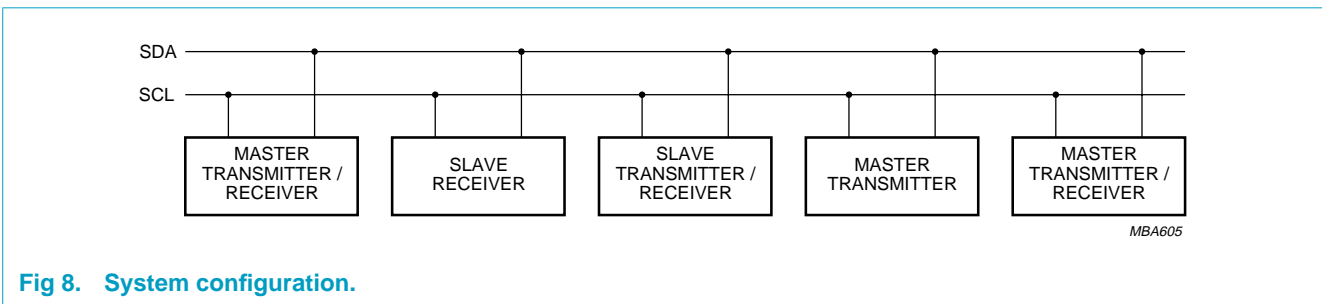 SDA
SCL
MASTER
TRANSMITTER /
RECEIVER
SLAVE
RECEIVER
SLAVE
TRANSMITTER /
RECEIVER
MASTER
TRANSMITTER
MASTER
TRANSMITTER /
RECEIVER
MBA605
Fig 8. System configuration.